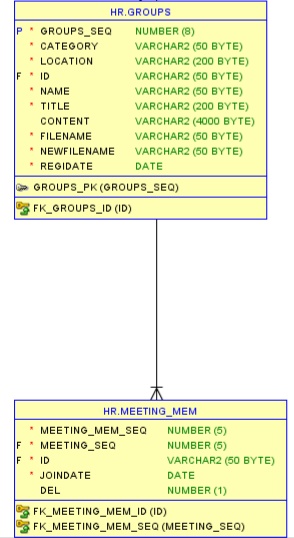 HR.GROUPS
P * GROUPS_SEQ NUMBER (8)
* CATEGORY VARCHAR2 (50 BYTE)
* LOCATION VARCHAR2 (200 BYTE)
F * ID VARCHAR2 (50 BYTE)
* NAME VARCHAR2 (50 BYTE)
* TITLE VARCHAR2 (200 BYTE)
CONTENT VARCHAR2 (4000 BYTE)
* FILENAME VARCHAR2 (50 BYTE)
* NEWFILENAME VARCHAR2 (50 BYTE)
* REGIDATE DATE
GROUPS_PK (GROUPS_SEQ)
FK_GROUPS_ID (ID)
HR.MEETING_MEM
* MEETING_MEM_SEQ NUMBER (5)
F * MEETING_SEQ NUMBER (5)
F * ID VARCHAR2 (50 BYTE)
* JOINDATE DATE
DEL NUMBER (1)
FK_MEETING_MEM_ID (ID)
FK_MEETING_MEM_SEQ (MEETING_SEQ)